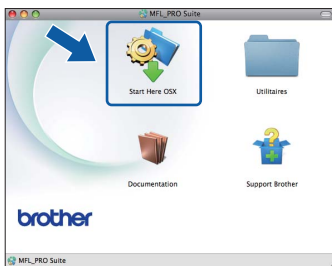 MFL_PRO Suite
Start Here OSX
Utilitaires
Documentation
Support Brother
brother
MFL_PRO Suite